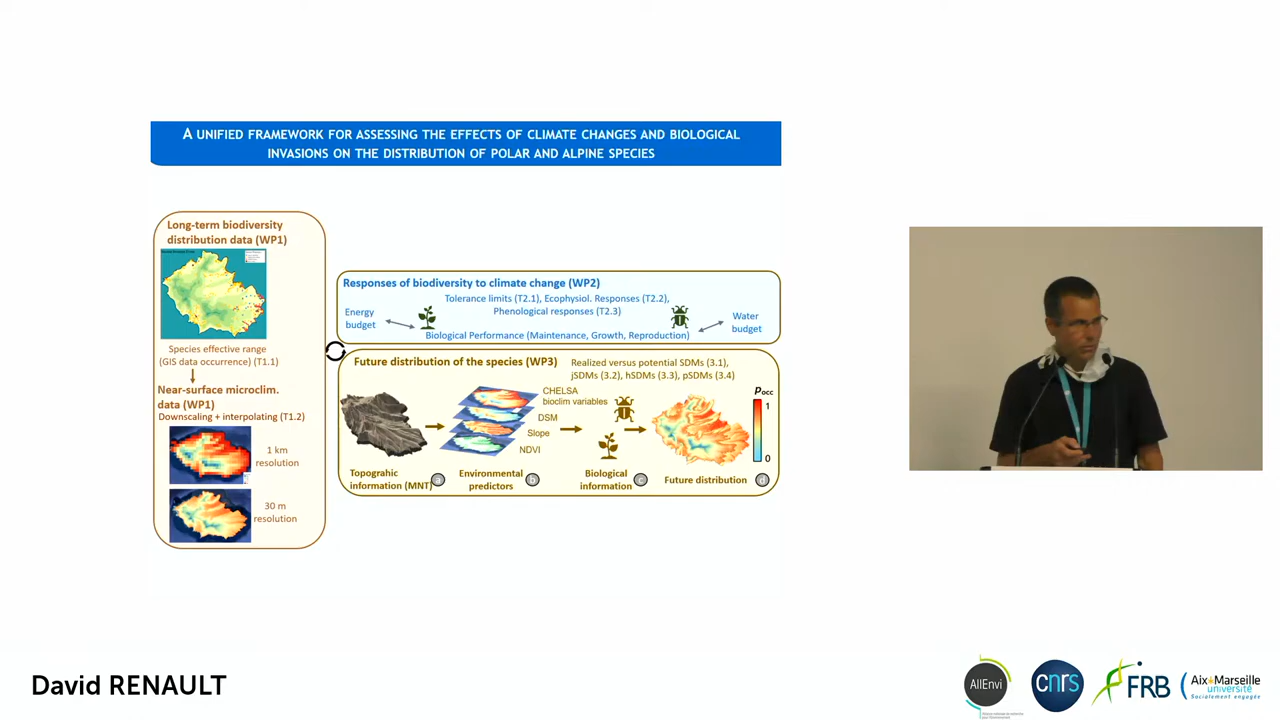 A UNIFIED FRAMEWORK FOR ASSESSING THE EFFECTS OF CLIMATE CHANGES AND BIOLOGICAL
INVASIONS ON THE DISTRIBUTION OF POLAR AND ALPINE SPECIES
Long-term biodiversity
distribution data (WP1)
Species effective range
(GIS data occurrence) (T1.1)
Near-surface microclim.
data (WP1)
Downscaling + interpolating (T1.2)
1 km
resolution
30 m
resolution
Responses of biodiversity to climate change (WP2)
Tolerance limits (T2.1), Ecophysiol. Responses (T2.2),
Phenological responses (T2.3)
Energy
budget
Water
budget
Biological Performance (Maintenance, Growth, Reproduction)
Future distribution of the species (WP3)
Realized versus potential SDMs (3.1),
jSDMs (3.2), hSDMs (3.3), pSDMs (3.4)
CHELSA
bioclim variables
DSM
Slope
NDVI
Pocc
1
0
Topograhic
information (MNT)
a
Environmental
predictors
b
Biological
information
c
Future distribution
d
David RENAULT
AllEnvi
cnrs
FRB
Aix Marseille
université
Socialement engagée